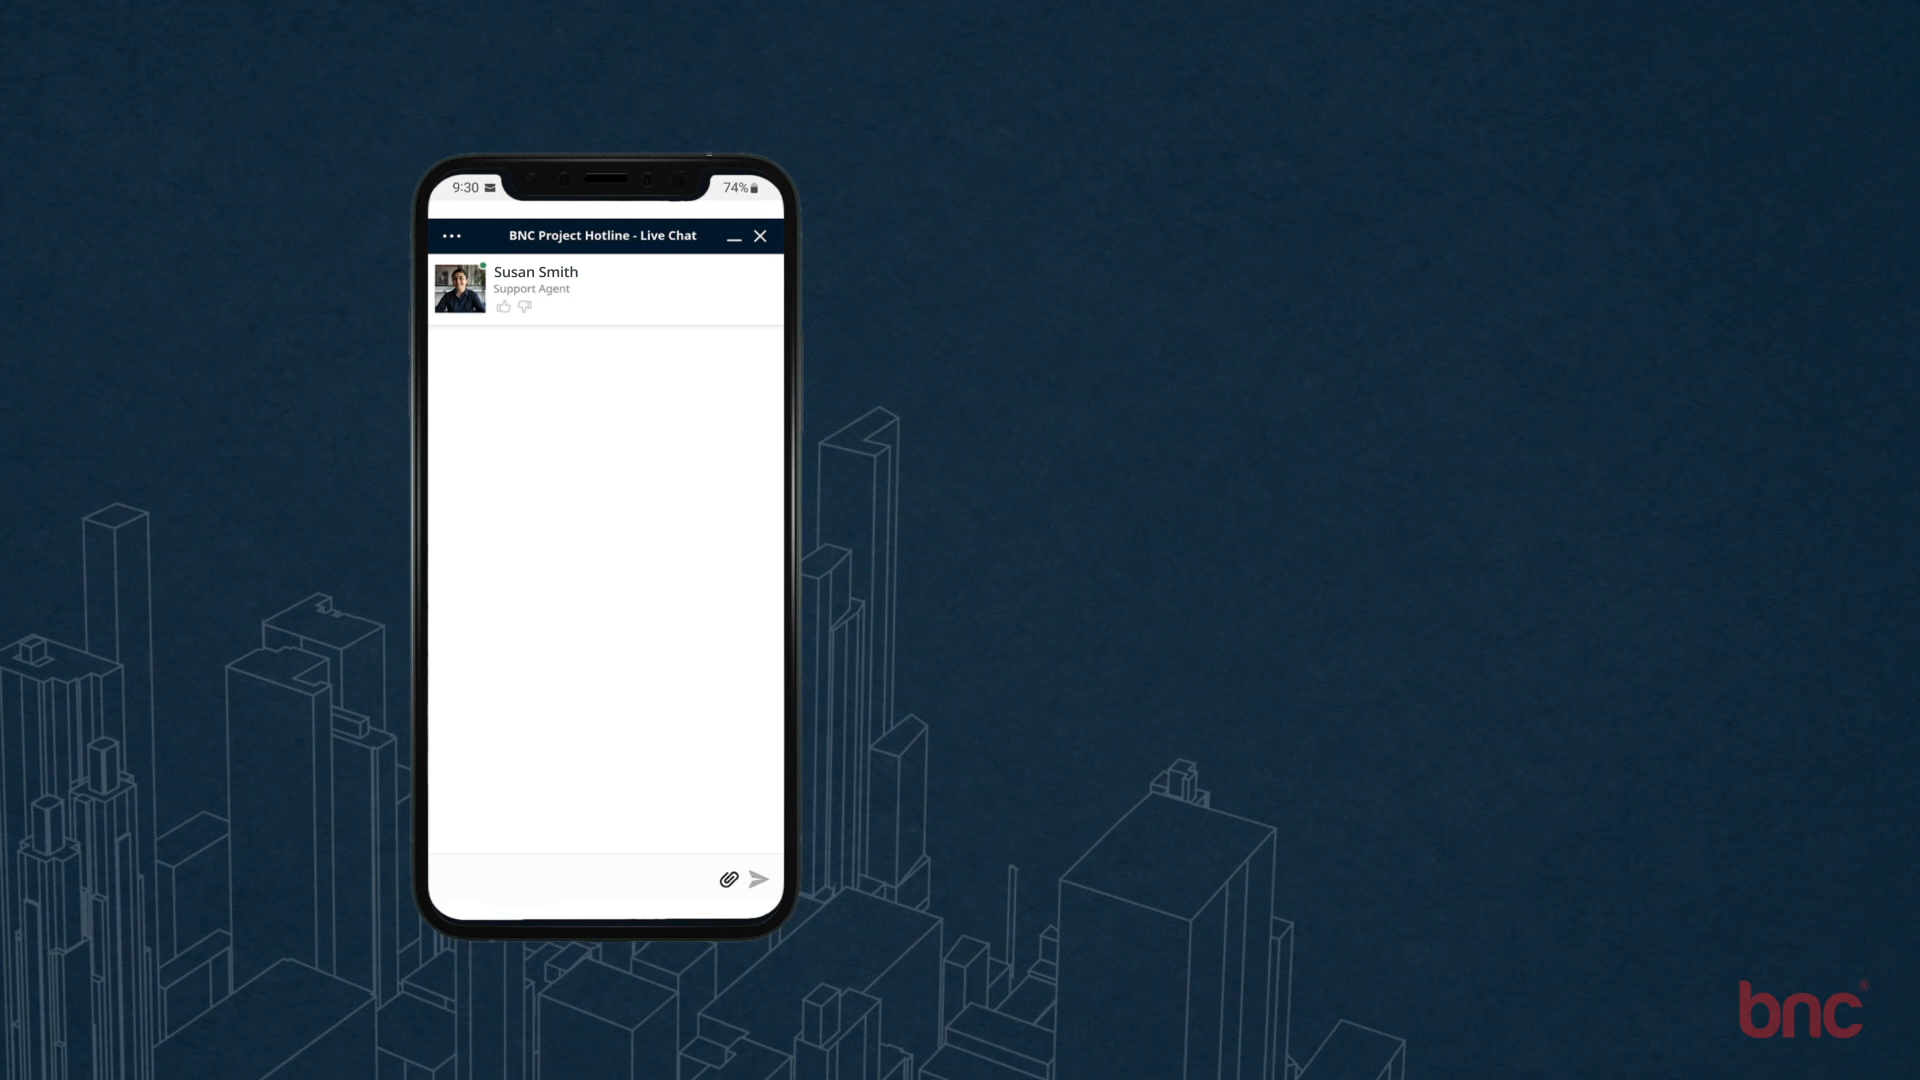 9:30
74%
BNC Project Hotline - Live Chat
Susan Smith
Support Agent
bnc®